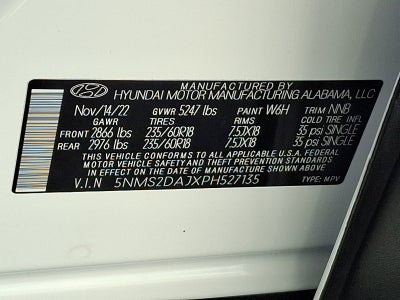 MANUFACTURED BY
HYUNDAI MOTOR MANUFACTURING ALABAMA, LLC
Nov/14/22 GVWR 5247 lbs PAINT W6H TRIM NNB
GAWR TIRES RIMS COLD TIRE INFL
FRONT 2866 lbs 235/60R18 7.5JX18 35 psi SINGLE
REAR 2976 lbs 235/60R18 7.5JX18 35 psi SINGLE
THIS VEHICLE CONFORMS TO ALL APPLICABLE U.S.A. FEDERAL
MOTOR VEHICLE SAFETY AND THEFT PREVENTION STANDARDS
IN EFFECT ON THE DATE OF MANUFACTURE SHOWN ABOVE.
V.I.N 5NMS2DAJXPH527135 TYPE: MPV